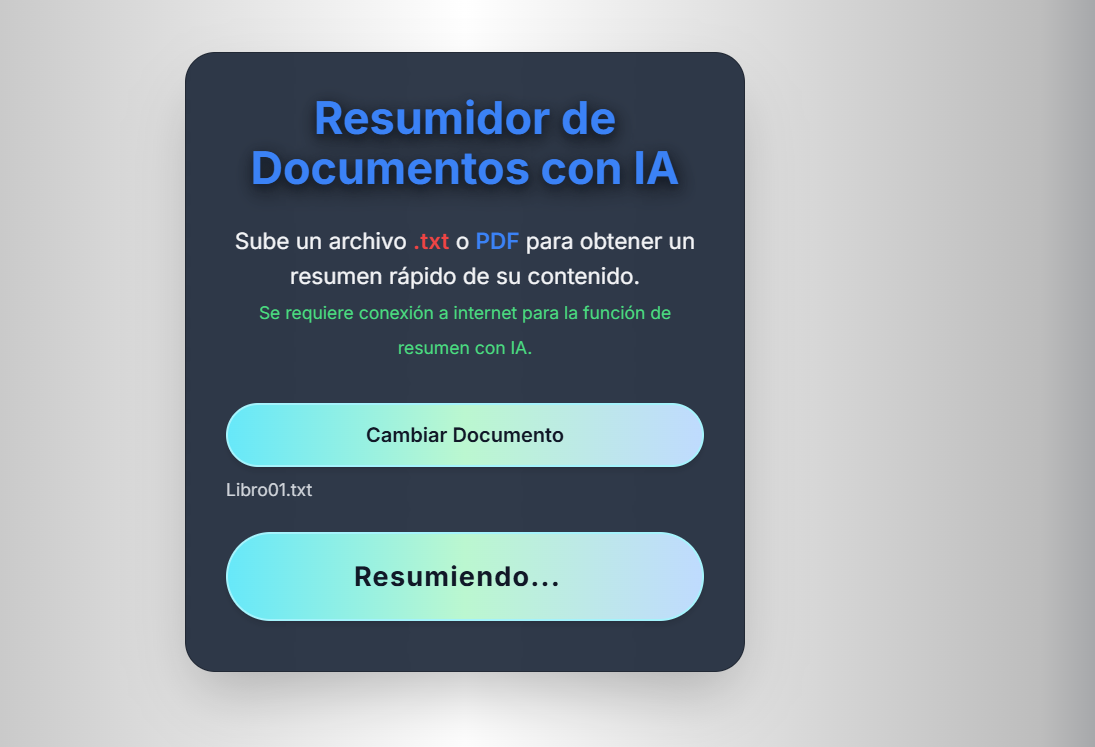 Resumidor de
Documentos con IA
Sube un archivo .txt o PDF para obtener un
resumen rápido de su contenido.
Se requiere conexión a internet para la función de
resumen con IA.
Cambiar Documento
Libro01.txt
Resumiendo...